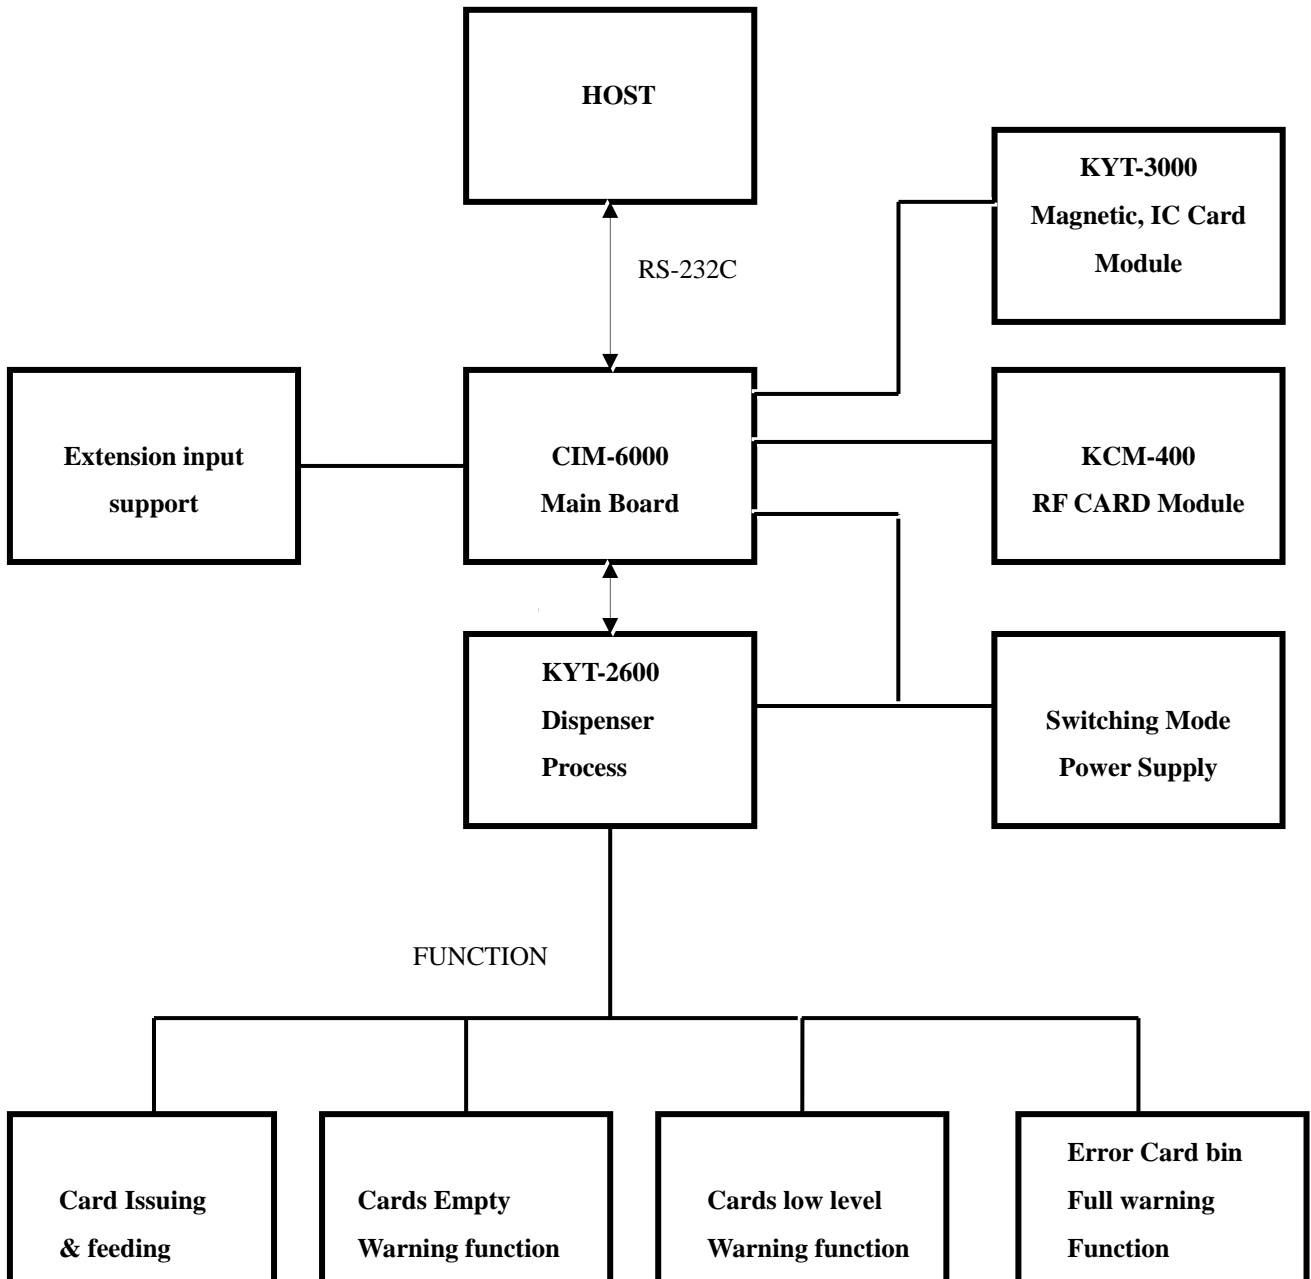 HOST
KYT-3000
Magnetic, IC Card
Module
RS-232C
Extension input
support
CIM-6000
Main Board
KCM-400
RF CARD Module
KYT-2600
Dispenser
Process
Switching Mode
Power Supply
FUNCTION
Card Issuing
& feeding
Cards Empty
Warning function
Cards low level
Warning function
Error Card bin
Full warning
Function